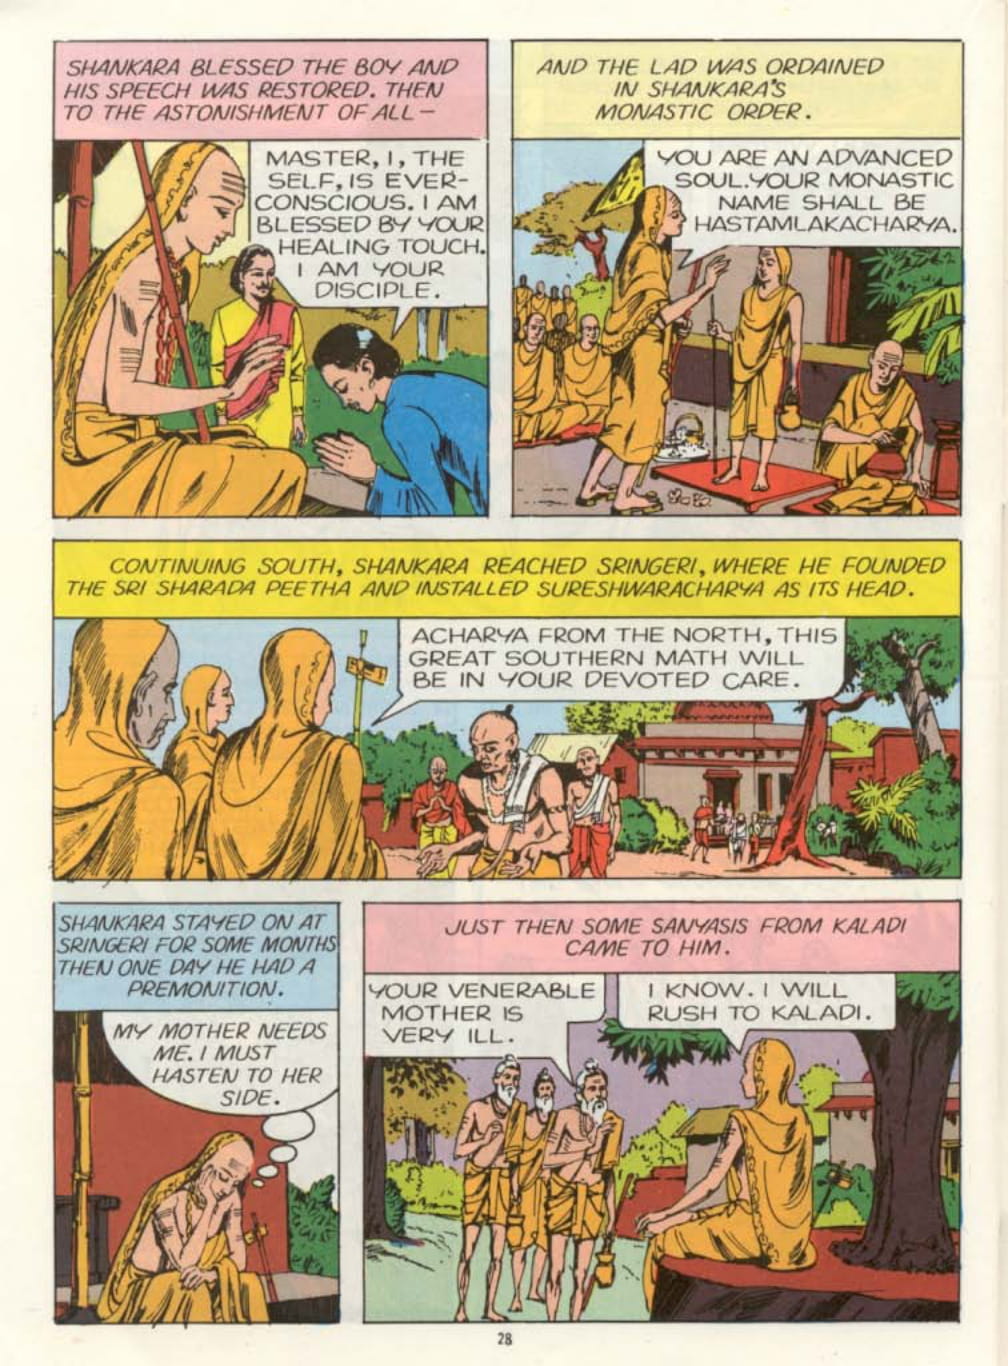 SHANKARA BLESSED THE BOY AND
HIS SPEECH WAS RESTORED. THEN
TO THE ASTONISHMENT OF ALL —
MASTER, I, THE
SELF, IS EVER-
CONSCIOUS. I AM
BLESSED BY YOUR
HEALING TOUCH.
I AM YOUR
DISCIPLE.
AND THE LAD WAS ORDAINED
IN SHANKARA'S
MONASTIC ORDER.
YOU ARE AN ADVANCED
SOUL. YOUR MONASTIC
NAME SHALL BE
HASTAMLAKACHARYA.
CONTINUING SOUTH, SHANKARA REACHED SRINGERI, WHERE HE FOUNDED
THE SRI SHARADA PEETHA AND INSTALLED SURESHWARACHARYA AS ITS HEAD.
ACHARYA FROM THE NORTH, THIS
GREAT SOUTHERN MATH WILL
BE IN YOUR DEVOTED CARE.
SHANKARA STAYED ON AT
SRINGERI FOR SOME MONTHS
THEN ONE DAY HE HAD A
PREMONITION.
MY MOTHER NEEDS
ME. I MUST
HASTEN TO HER
SIDE.
JUST THEN SOME SANYASIS FROM KALADI
CAME TO HIM.
YOUR VENERABLE
MOTHER IS
VERY ILL.
I KNOW. I WILL
RUSH TO KALADI.
28